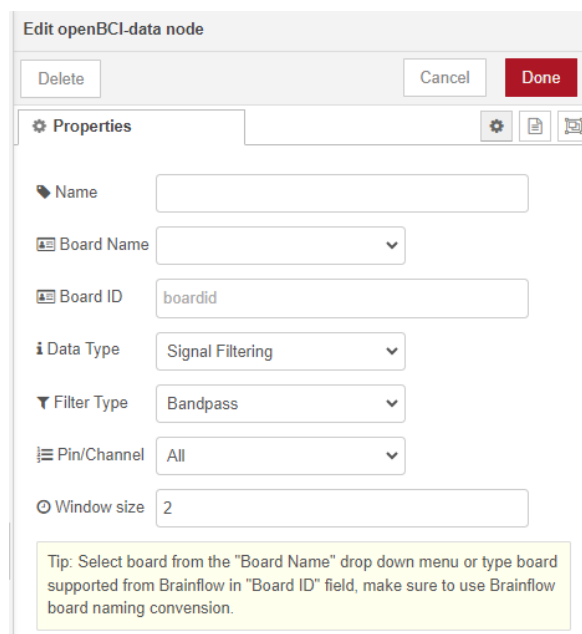 Edit openBCI-data node
Delete
Cancel
Done
Properties
Name
Board Name
Board ID
boardid
Data Type
Signal Filtering
Filter Type
Bandpass
Pin/Channel
All
Window size
2
Tip: Select board from the "Board Name" drop down menu or type board
supported from Brainflow in "Board ID" field, make sure to use Brainflow
board naming convension.